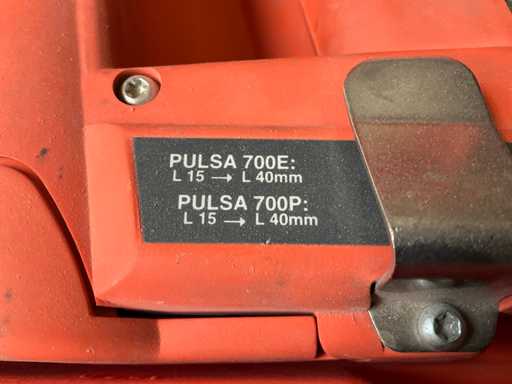 PULSA 700E:
L 15 → L 40mm
PULSA 700P:
L 15 → L 40mm